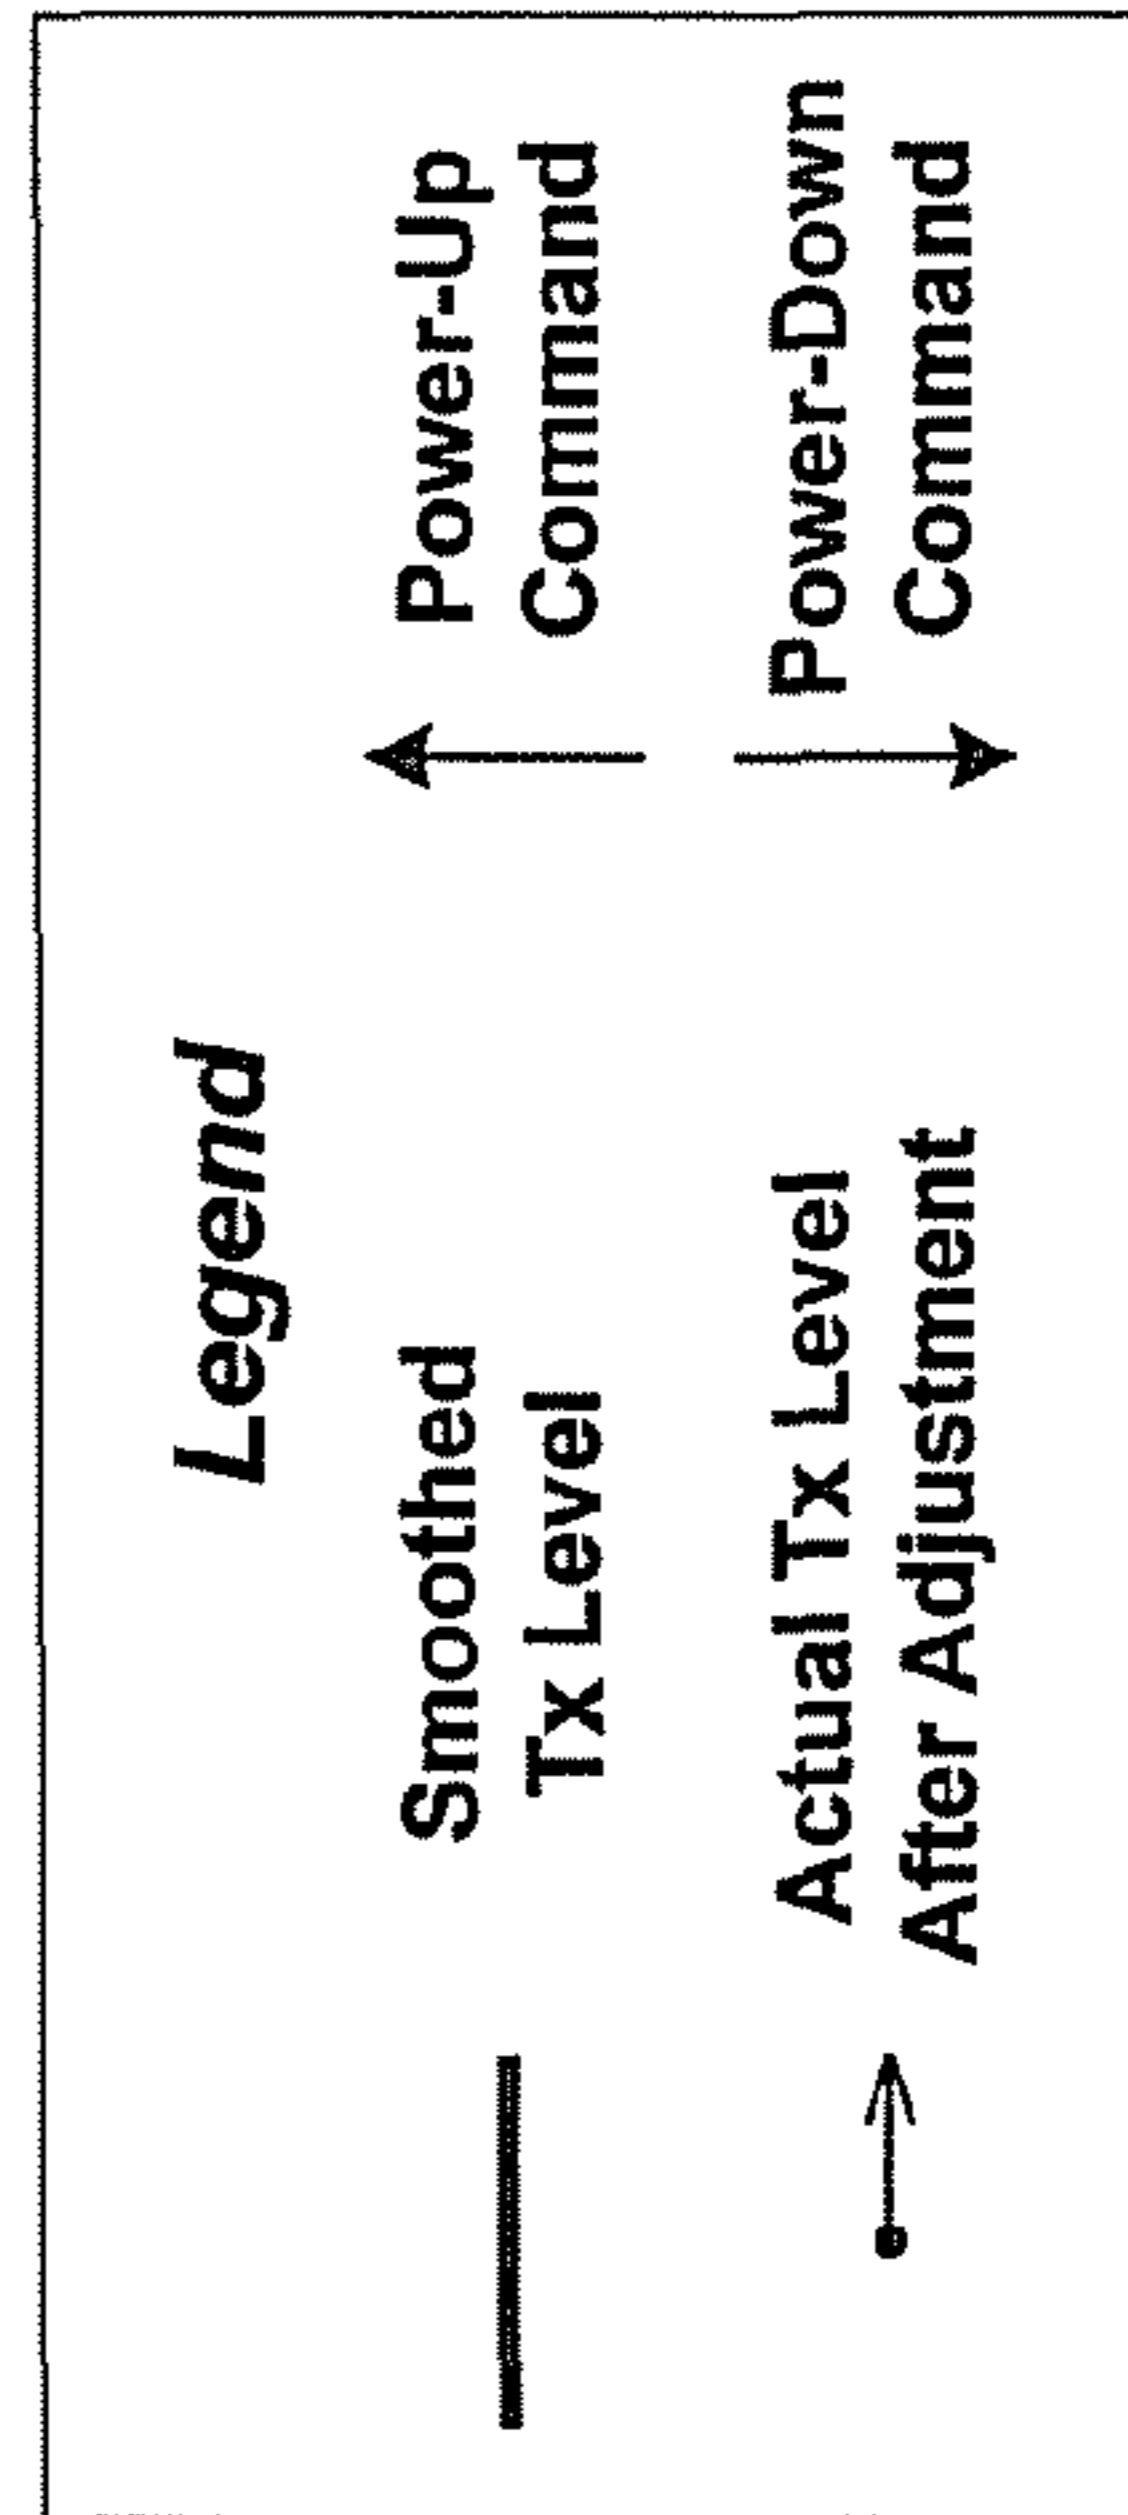 Legend
Smoothed
Tx Level
Power-Up
Command
Actual Tx Level
After Adjustment
Power-Down
Command